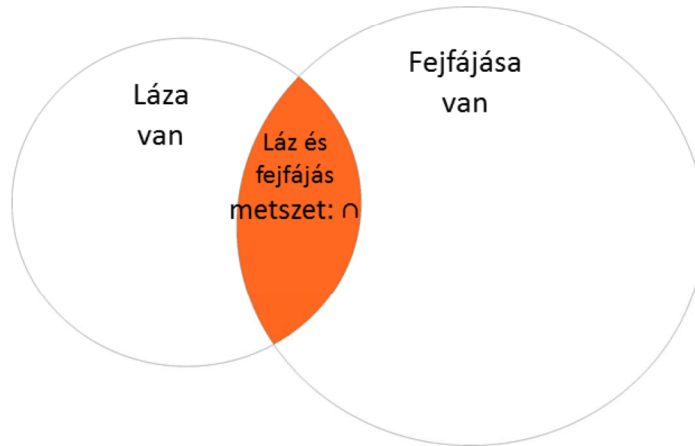 Láza
van
Fejfájása
van
Láz és
fejfájás
metszet: ∩